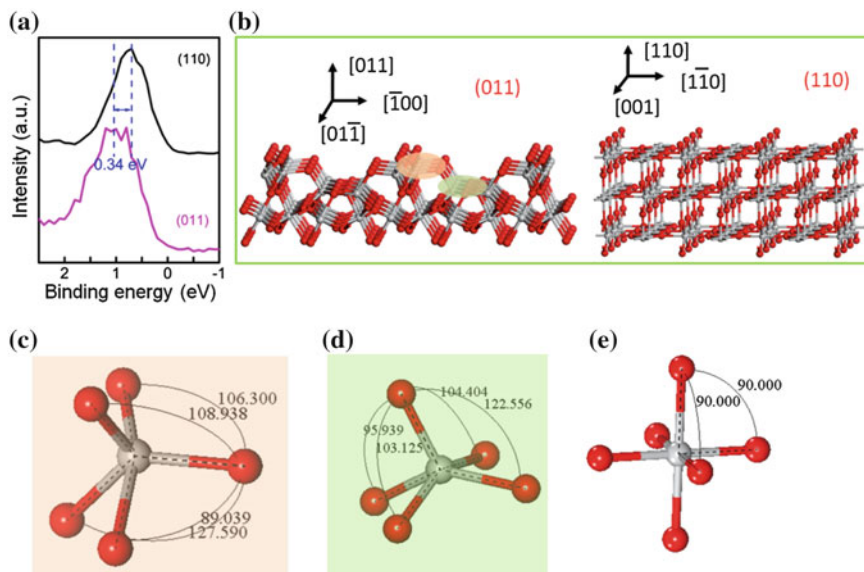 (a)
Intensity (a.u.)
(110)
0.34 eV
(011)
2 1 0 -1
Binding energy (eV)
(b)
[011]
[1̅00]
[011̅]
(011)
[110]
[11̅0]
[001]
(110)
(c)
106.300
108.938
89.039
127.590
(d)
104.404
122.556
95.939
103.125
(e)
90.000
90.000